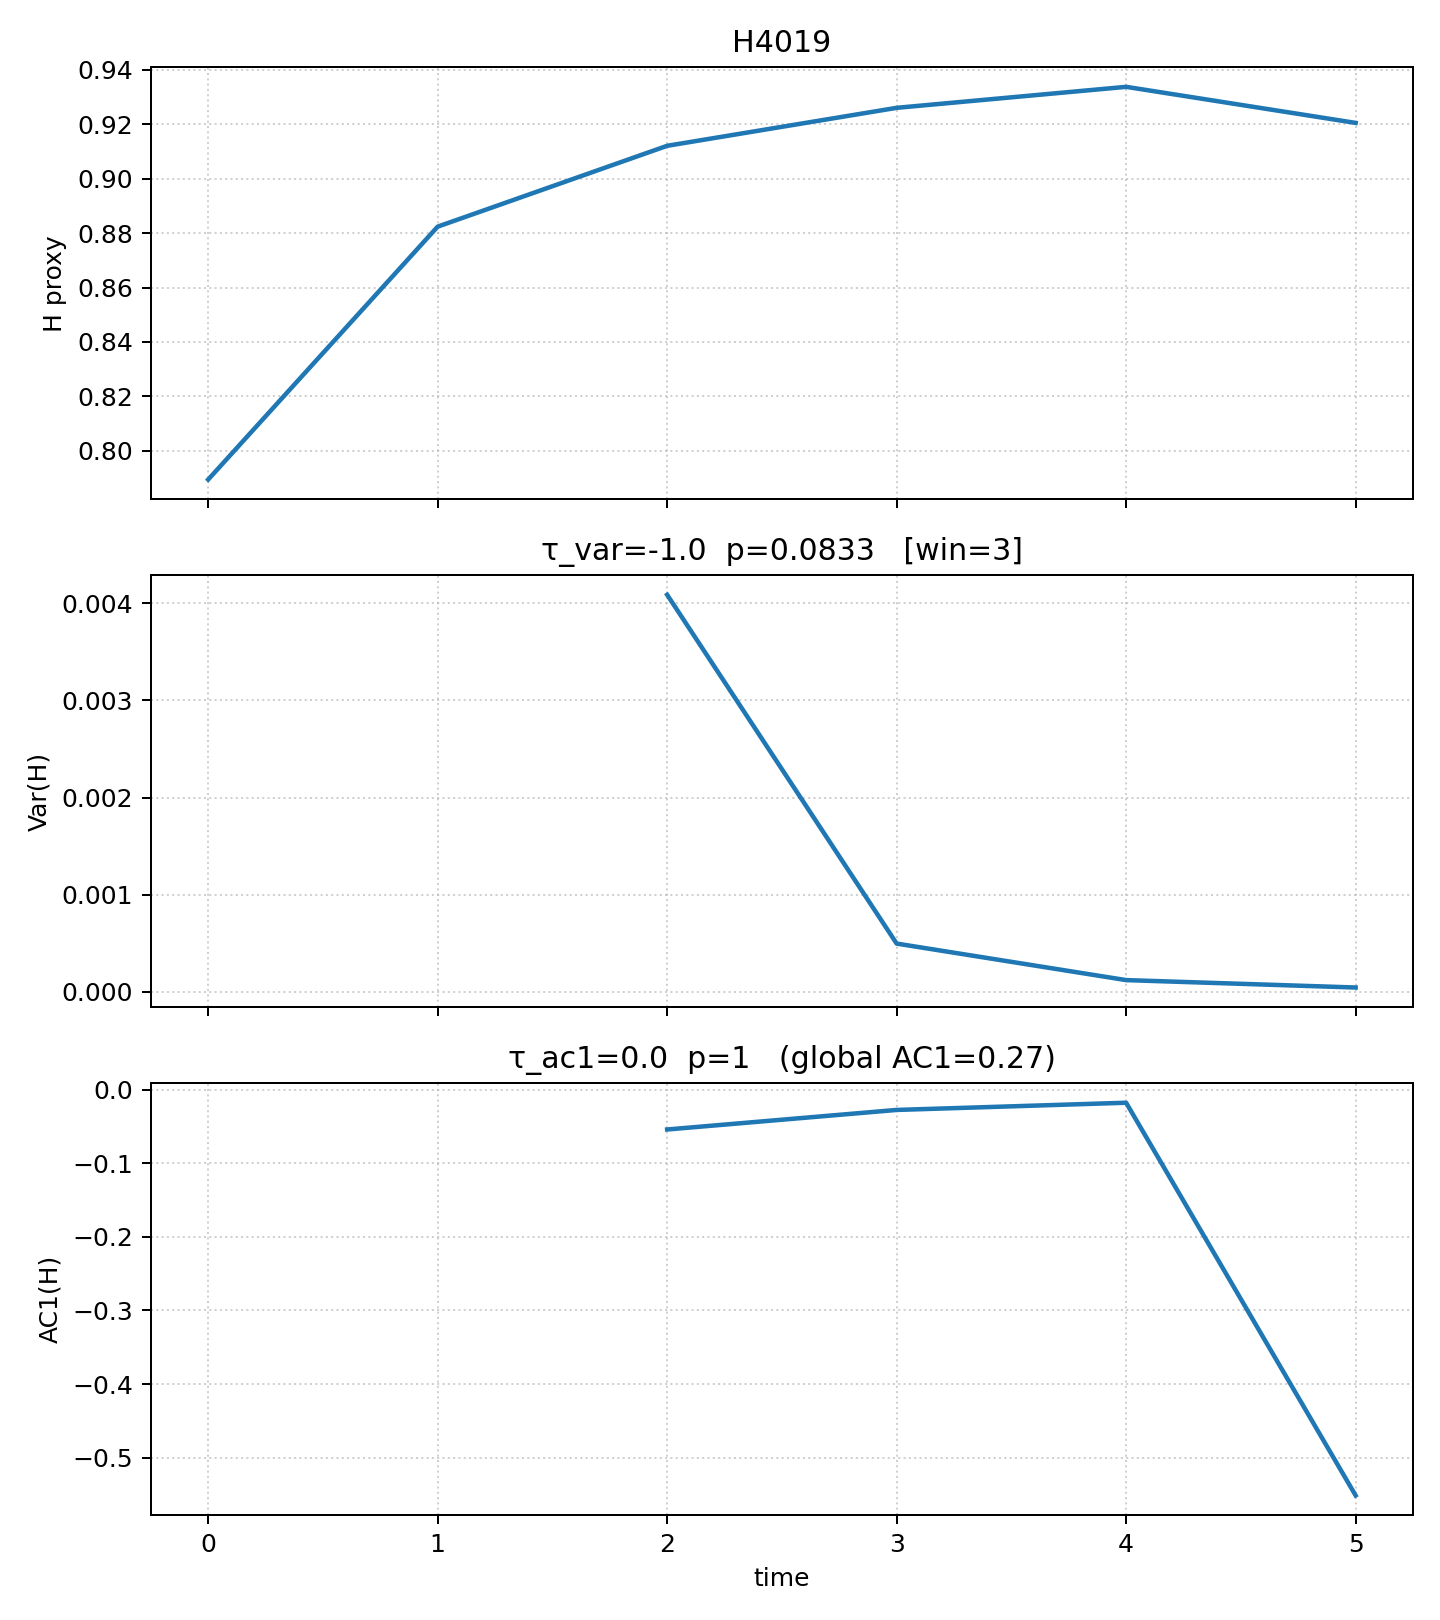 H4019
0.94
0.92
0.90
0.88
0.86
0.84
0.82
0.80
H proxy
τ_var=-1.0  p=0.0833   [win=3]
0.004
0.003
0.002
0.001
0.000
Var(H)
τ_ac1=0.0  p=1   (global AC1=0.27)
0.0
−0.1
−0.2
−0.3
−0.4
−0.5
AC1(H)
0 1 2 3 4 5
time